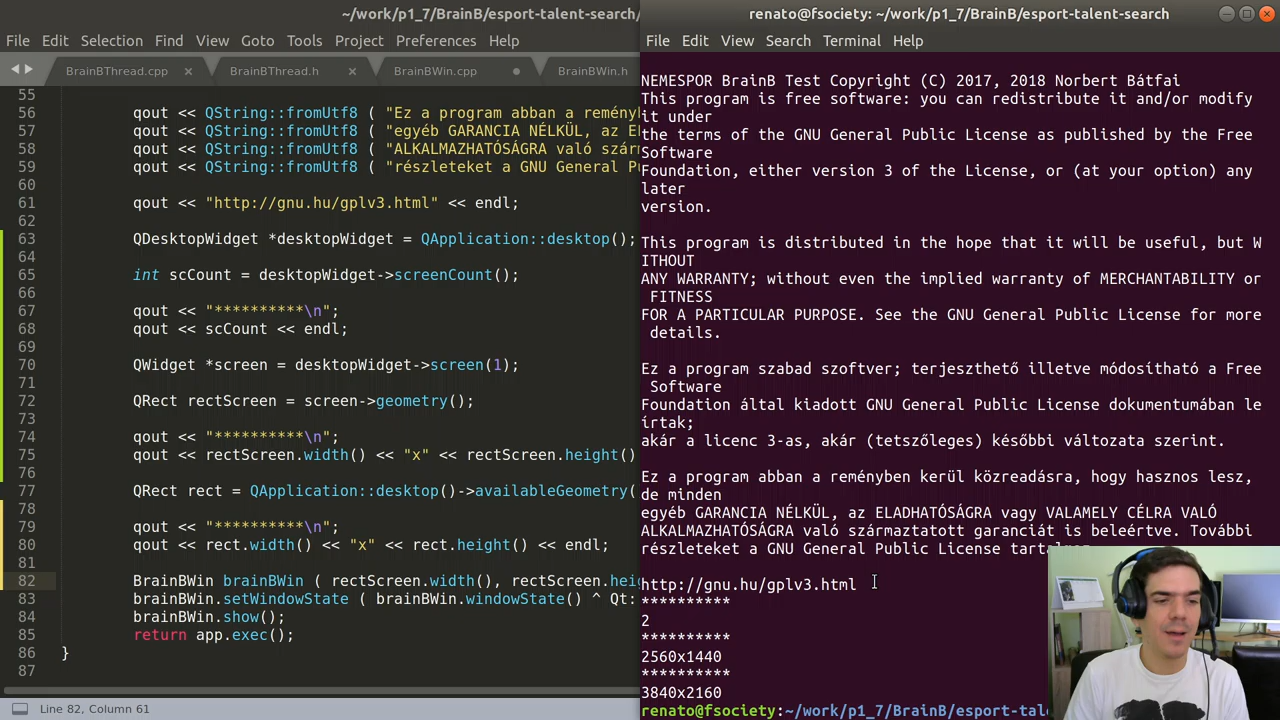 ~/work/p1_7/BrainB/esport-talent-search/
File Edit Selection Find View Goto Tools Project Preferences Help
BrainBThread.cpp BrainBThread.h BrainBWin.cpp BrainBWin.h
55
56 qout << QString::fromUtf8 ( "Ez a program abban a reményb
57 qout << QString::fromUtf8 ( "egyéb GARANCIA NÉLKÜL, az EL
58 qout << QString::fromUtf8 ( "ALKALMAZHATÓSÁGRA való szárm
59 qout << QString::fromUtf8 ( "részleteket a GNU General Pu
60
61 qout << "http://gnu.hu/gplv3.html" << endl;
62
63 QDesktopWidget *desktopWidget = QApplication::desktop();
64
65 int scCount = desktopWidget->screenCount();
66
67 qout << "**********\n";
68 qout << scCount << endl;
69
70 QWidget *screen = desktopWidget->screen(1);
71
72 QRect rectScreen = screen->geometry();
73
74 qout << "**********\n";
75 qout << rectScreen.width() << "x" << rectScreen.height()
76
77 QRect rect = QApplication::desktop()->availableGeometry(
78
79 qout << "**********\n";
80 qout << rect.width() << "x" << rect.height() << endl;
81
82 BrainBWin brainBWin ( rectScreen.width(), rectScreen.heig
83 brainBWin.setWindowState ( brainBWin.windowState() ^ Qt:
84 brainBWin.show();
85 return app.exec();
86 }
87
Line 82, Column 61
renato@fsociety: ~/work/p1_7/BrainB/esport-talent-search
File Edit View Search Terminal Help
NEMESPOR BrainB Test Copyright (C) 2017, 2018 Norbert Bátfai
This program is free software: you can redistribute it and/or modify
it under
the terms of the GNU General Public License as published by the Free
Software
Foundation, either version 3 of the License, or (at your option) any
later
version.
This program is distributed in the hope that it will be useful, but W
ITHOUT
ANY WARRANTY; without even the implied warranty of MERCHANTABILITY or
FITNESS
FOR A PARTICULAR PURPOSE. See the GNU General Public License for more
details.
Ez a program szabad szoftver; terjeszthető illetve módosítható a Free
Software
Foundation által kiadott GNU General Public License dokumentumában le
írtak;
akár a licenc 3-as, akár (tetszőleges) későbbi változata szerint.
Ez a program abban a reményben kerül közreadásra, hogy hasznos lesz,
de minden
egyéb GARANCIA NÉLKÜL, az ELADHATÓSÁGRA vagy VALAMELY CÉLRA VALÓ
ALKALMAZHATÓSÁGRA való származtatott garanciát is beleértve. További
részleteket a GNU General Public License
http://gnu.hu/gplv3.html
**********
2
**********
2560x1440
**********
3840x2160
renato@fsociety:~/work/p1_7/BrainB/esport-tal